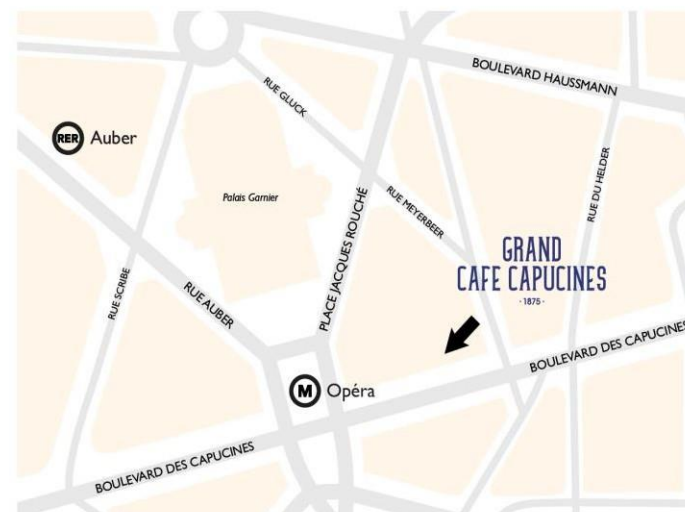 BOULEVARD HAUSSMANN
RUE GLUCK
RER Auber
RUE DU HELDER
Palais Garnier
RUE MEYERBEER
PLACE JACQUES ROUCHÉ
GRAND
CAFE CAPUCINES
- 1875 -
RUE SCRIBE
RUE AUBER
BOULEVARD DES CAPUCINES
M Opéra
BOULEVARD DES CAPUCINES